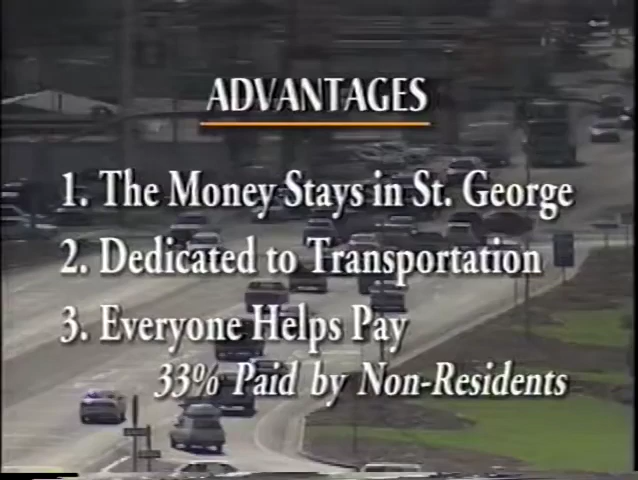 ADVANTAGES
1. The Money Stays in St. George
2. Dedicated to Transportation
3. Everyone Helps Pay
33% Paid by Non-Residents